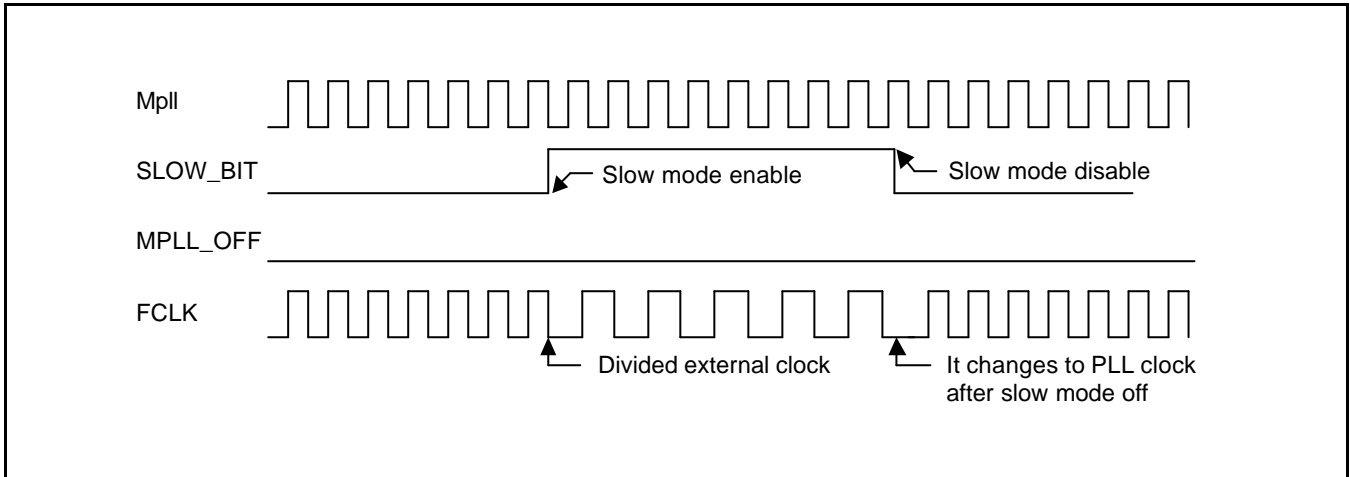 Mpll
SLOW_BIT
Slow mode enable
Slow mode disable
MPLL_OFF
FCLK
Divided external clock
It changes to PLL clock
after slow mode off